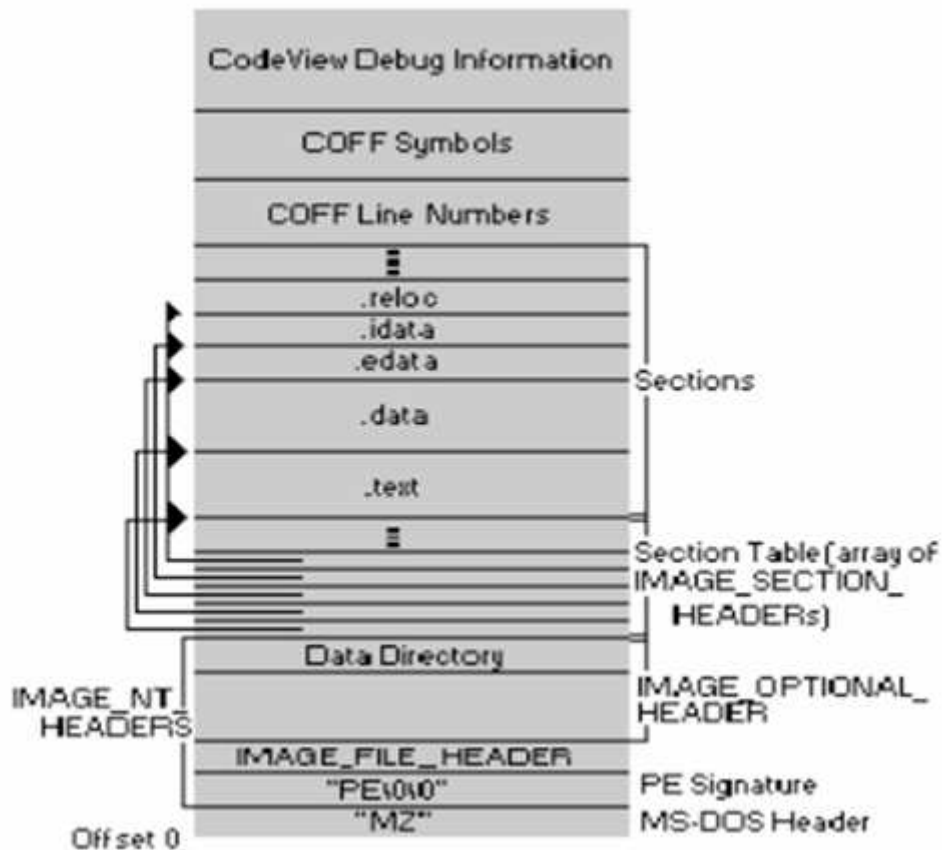 CodeView Debug Information
COFF Symbols
COFF Line Numbers
.reloc
.idata
.edata
.data
.text
Sections
Section Table (array of
IMAGE_SECTION_
HEADERs)
Data Directory
IMAGE_NT_
HEADERS
IMAGE_OPTIONAL_
HEADER
IMAGE_FILE_HEADER
"PE\0\0"
PE Signature
"MZ"
MS-DOS Header
Offset 0